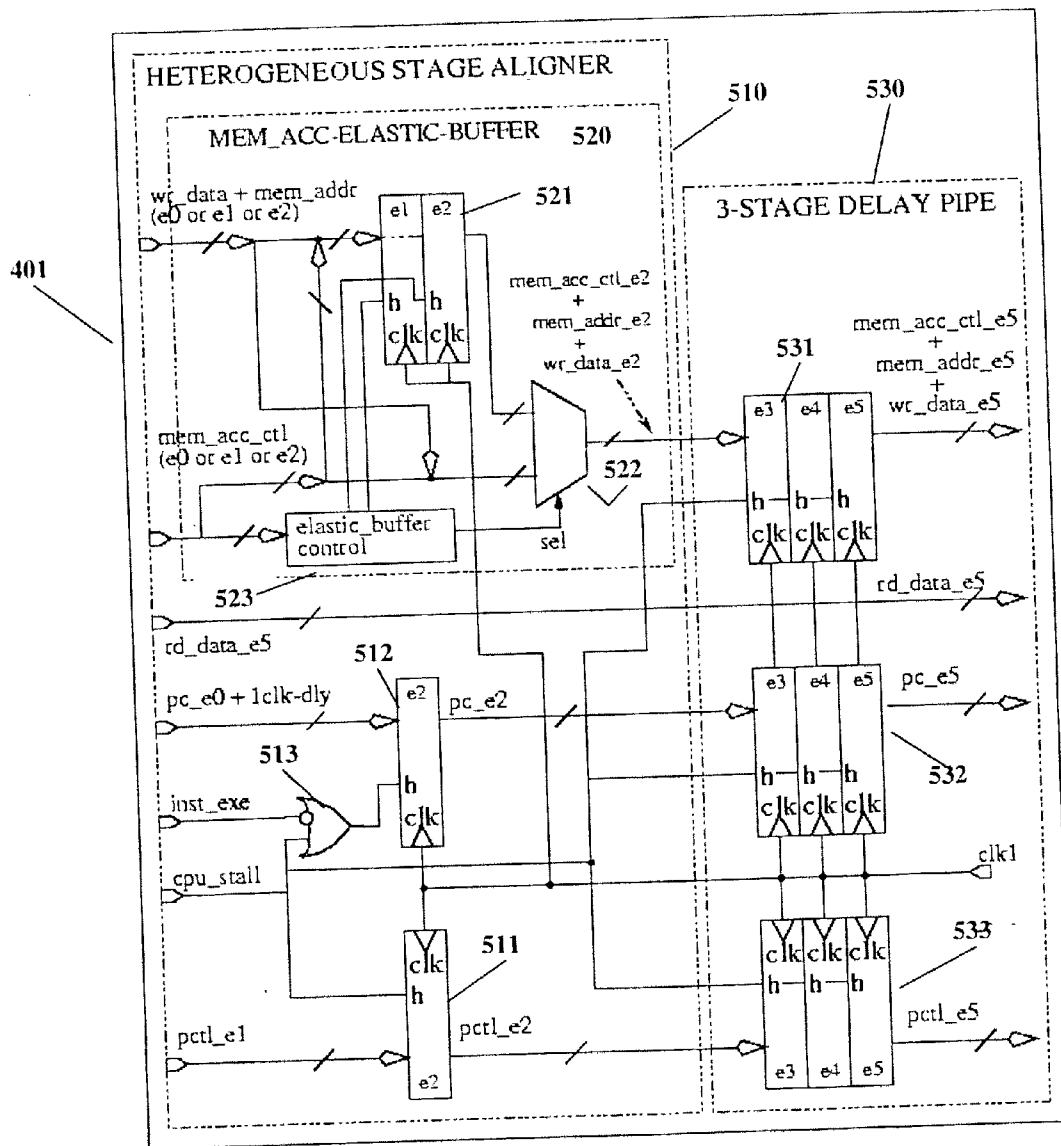 HETEROGENEOUS STAGE ALIGNER
510
530
MEM_ACC-ELASTIC-BUFFER 520
3-STAGE DELAY PIPE
wr_data + mem_addr
(e0 or e1 or e2)
e1 e2
521
401
h h
clk clk
mem_acc_ctl_e2
+
mem_addr_e2
+
wr_data_e2
mem_acc_ctl_e5
+
mem_addr_e5
+
wr_data_e5
531
e3 e4 e5
mem_acc_ctl
(e0 or e1 or e2)
522
h h h
clk clk clk
elastic_buffer
control
sel
523
rd_data_e5
rd_data_e5
512
e2
pc_e0 + 1clk-dly
pc_e2
e3 e4 e5
pc_e5
513
h
clk
h h h
clk clk clk
532
inst_exe
cpu_stall
clk1
clk
h
511
clk clk clk
h h h
533
pctl_e1
pctl_e2
pctl_e5
e2
e3 e4 e5